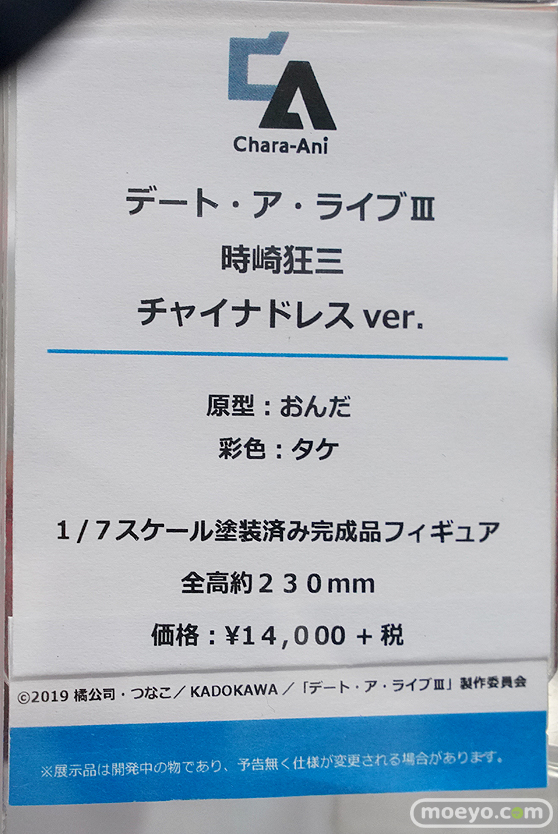 Chara-Ani
デート・ア・ライブⅢ
時崎狂三
チャイナドレス ver.
原型：おんだ
彩色：タケ
1/7スケール塗装済み完成品フィギュア
全高約２３０mm
価格：¥14,000＋税
©2019 橘公司・つなこ／KADOKAWA／「デート・ア・ライブⅢ」製作委員会
※展示品は開発中の物であり、予告無く仕様が変更される場合があります。
moeyo.com